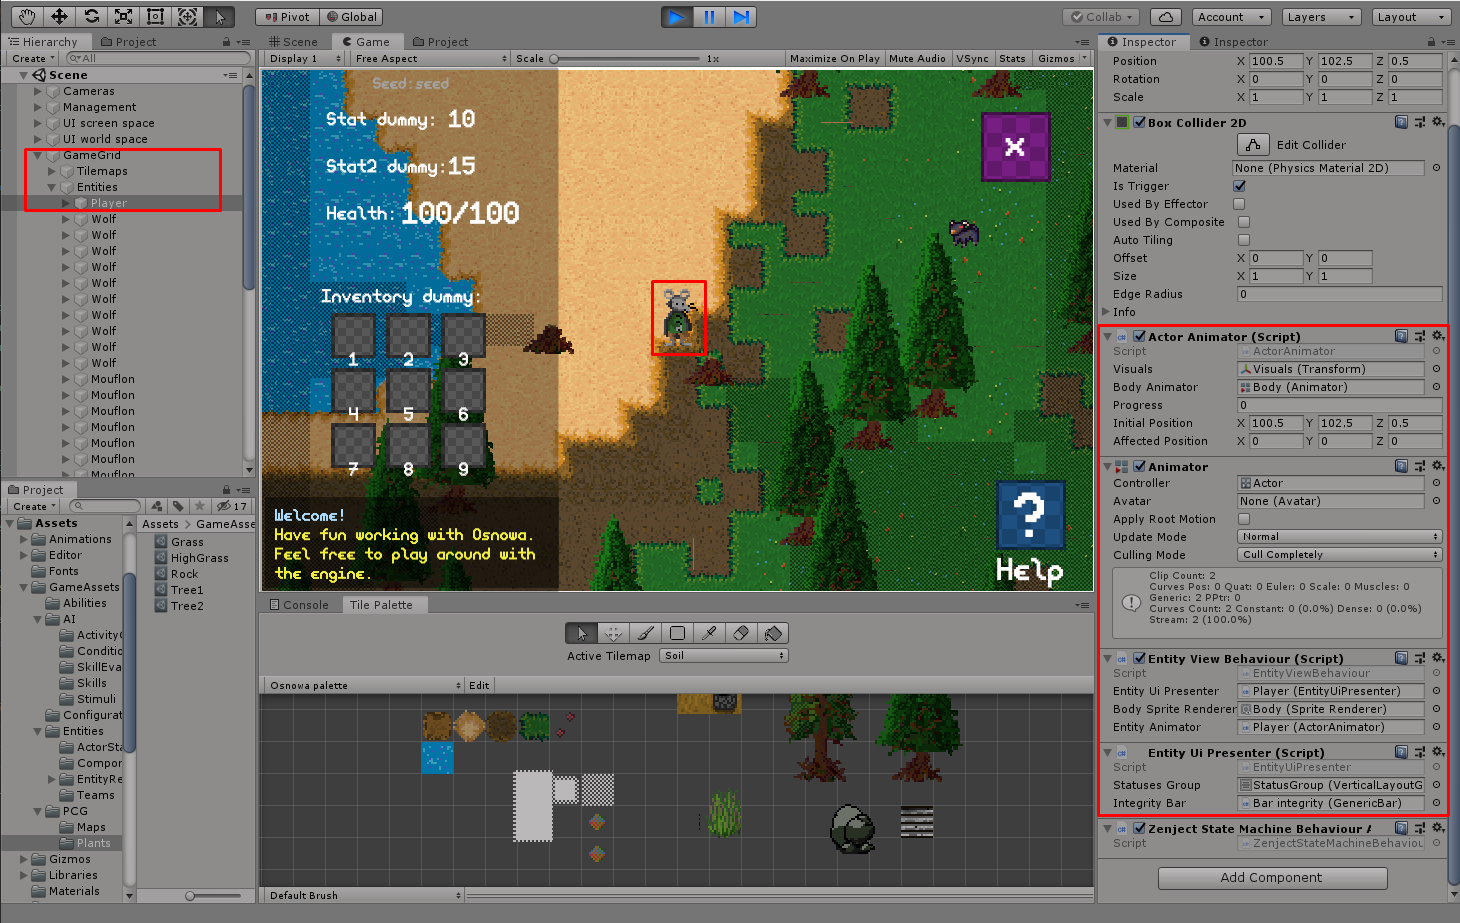 Pivot Global Collab Account Layers Layout
Hierarchy Project
Create All
Scene
Cameras
Management
UI screen space
UI world space
GameGrid
Tilemaps
Entities
Player
Wolf
Wolf
Wolf
Wolf
Wolf
Wolf
Wolf
Wolf
Wolf
Wolf
Mouflon
Mouflon
Mouflon
Mouflon
Mouflon
Mouflon
Mouflon
Scene Game Project
Display 1 Free Aspect Scale 1x Maximize On Play Mute Audio VSync Stats Gizmos
Seed:seed
Stat dummy: 10
Stat2 dummy:15
Health:100/100
Inventory dummy:
1 2 3
4 5 6
7 8 9
Welcome!
Have fun working with Osnowa.
Feel free to play around with
the engine.
X
?
Help
Project
Create 17
Assets
Animations
Editor
Fonts
GameAssets
Abilities
AI
Activity
Conditio
SkillEva
Skills
Stimuli
Configurat
Entities
ActorSta
Compon
EntityRe
Teams
PCG
Maps
Plants
Gizmos
Libraries
Materials
Assets > GameAsse
Grass
HighGrass
Rock
Tree1
Tree2
Console Tile Palette
Active Tilemap Soil
Osnowa palette Edit
Default Brush
Inspector Inspector
Position X 100.5 Y 102.5 Z 0.5
Rotation X 0 Y 0 Z 0
Scale X 1 Y 1 Z 1
Box Collider 2D
Edit Collider
Material None (Physics Material 2D)
Is Trigger
Used By Effector
Used By Composite
Auto Tiling
Offset X 0 Y 0
Size X 1 Y 1
Edge Radius 0
Info
Actor Animator (Script)
Script ActorAnimator
Visuals Visuals (Transform)
Body Animator Body (Animator)
Progress 0
Initial Position X 100.5 Y 102.5 Z 0.5
Affected Position X 0 Y 0 Z 0
Animator
Controller Actor
Avatar None (Avatar)
Apply Root Motion
Update Mode Normal
Culling Mode Cull Completely
Clip Count: 2
Curves Pos: 0 Quat: 0 Euler: 0 Scale: 0 Muscles: 0
Generic: 2 PPtr: 0
Curves Count: 2 Constant: 0 (0.0%) Dense: 0 (0.0%)
Stream: 2 (100.0%)
Entity View Behaviour (Script)
Script EntityViewBehaviour
Entity Ui Presenter Player (EntityUiPresenter)
Body Sprite Renderer Body (Sprite Renderer)
Entity Animator Player (ActorAnimator)
Entity Ui Presenter (Script)
Script EntityUiPresenter
Statuses Group StatusGroup (VerticalLayoutG
Integrity Bar Bar integrity (GenericBar)
Zenject State Machine Behaviour A
Script ZenjectStateMachineBehaviou
Add Component